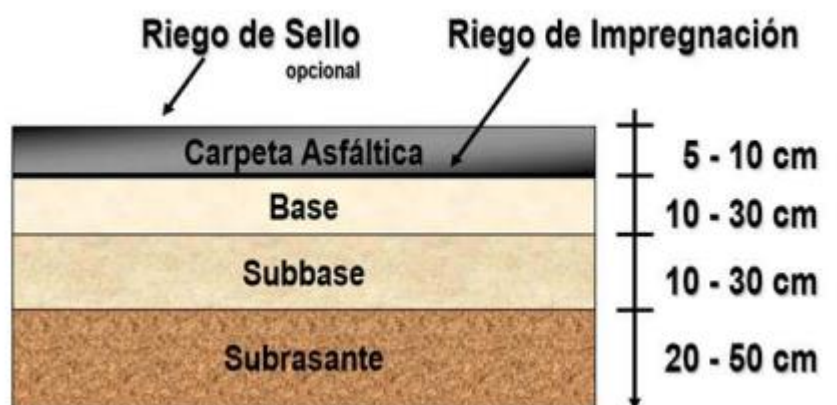 Riego de Sello
opcional
Riego de Impregnación
Carpeta Asfáltica
5 - 10 cm
Base
10 - 30 cm
Subbase
10 - 30 cm
Subrasante
20 - 50 cm